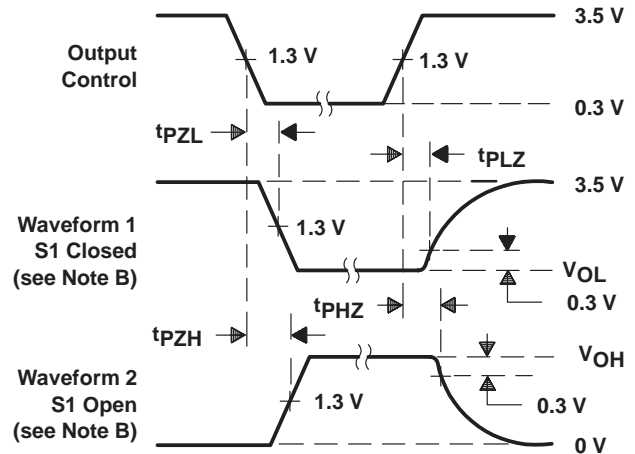 3.5 V
Output
Control
1.3 V
1.3 V
0.3 V
tPZL
tPLZ
3.5 V
Waveform 1
S1 Closed
(see Note B)
1.3 V
VOL
0.3 V
tPHZ
tPZH
VOH
Waveform 2
S1 Open
(see Note B)
1.3 V
0.3 V
0 V